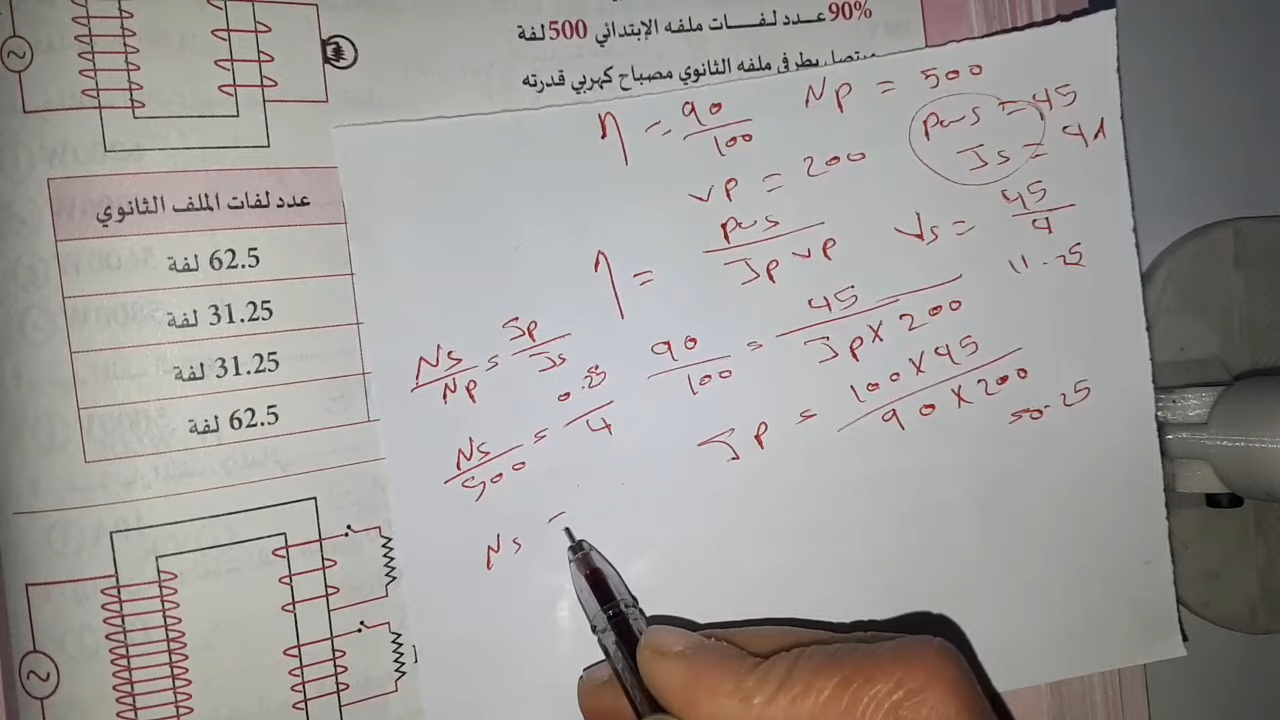 90% عدد لفات ملفه الإبتدائي 500 لفة
يتصل بطرفي ملفه الثانوي مصباح كهربي قدرته
η = 90/100 Np = 500
Pws = 45
Is = 4A
Vp = 200
η = Pws / Ip Vp Vs = 45/4
11.25
Ns/Np = Ip/Is 90/100 = 45 / Ip × 200
Ns/500 = 0.25/4 Ip = 100 × 45 / 90 × 200
0.25
Ns =
عدد لفات الملف الثانوي
62.5 لفة
31.25 لفة
31.25 لفة
62.5 لفة